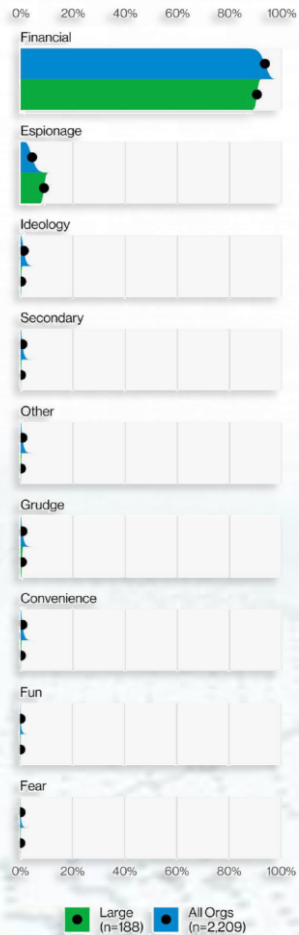 0% 20% 40% 60% 80% 100%
Financial
Espionage
Ideology
Secondary
Other
Grudge
Convenience
Fun
Fear
0% 20% 40% 60% 80% 100%
Large All Orgs
(n=188) (n=2,209)